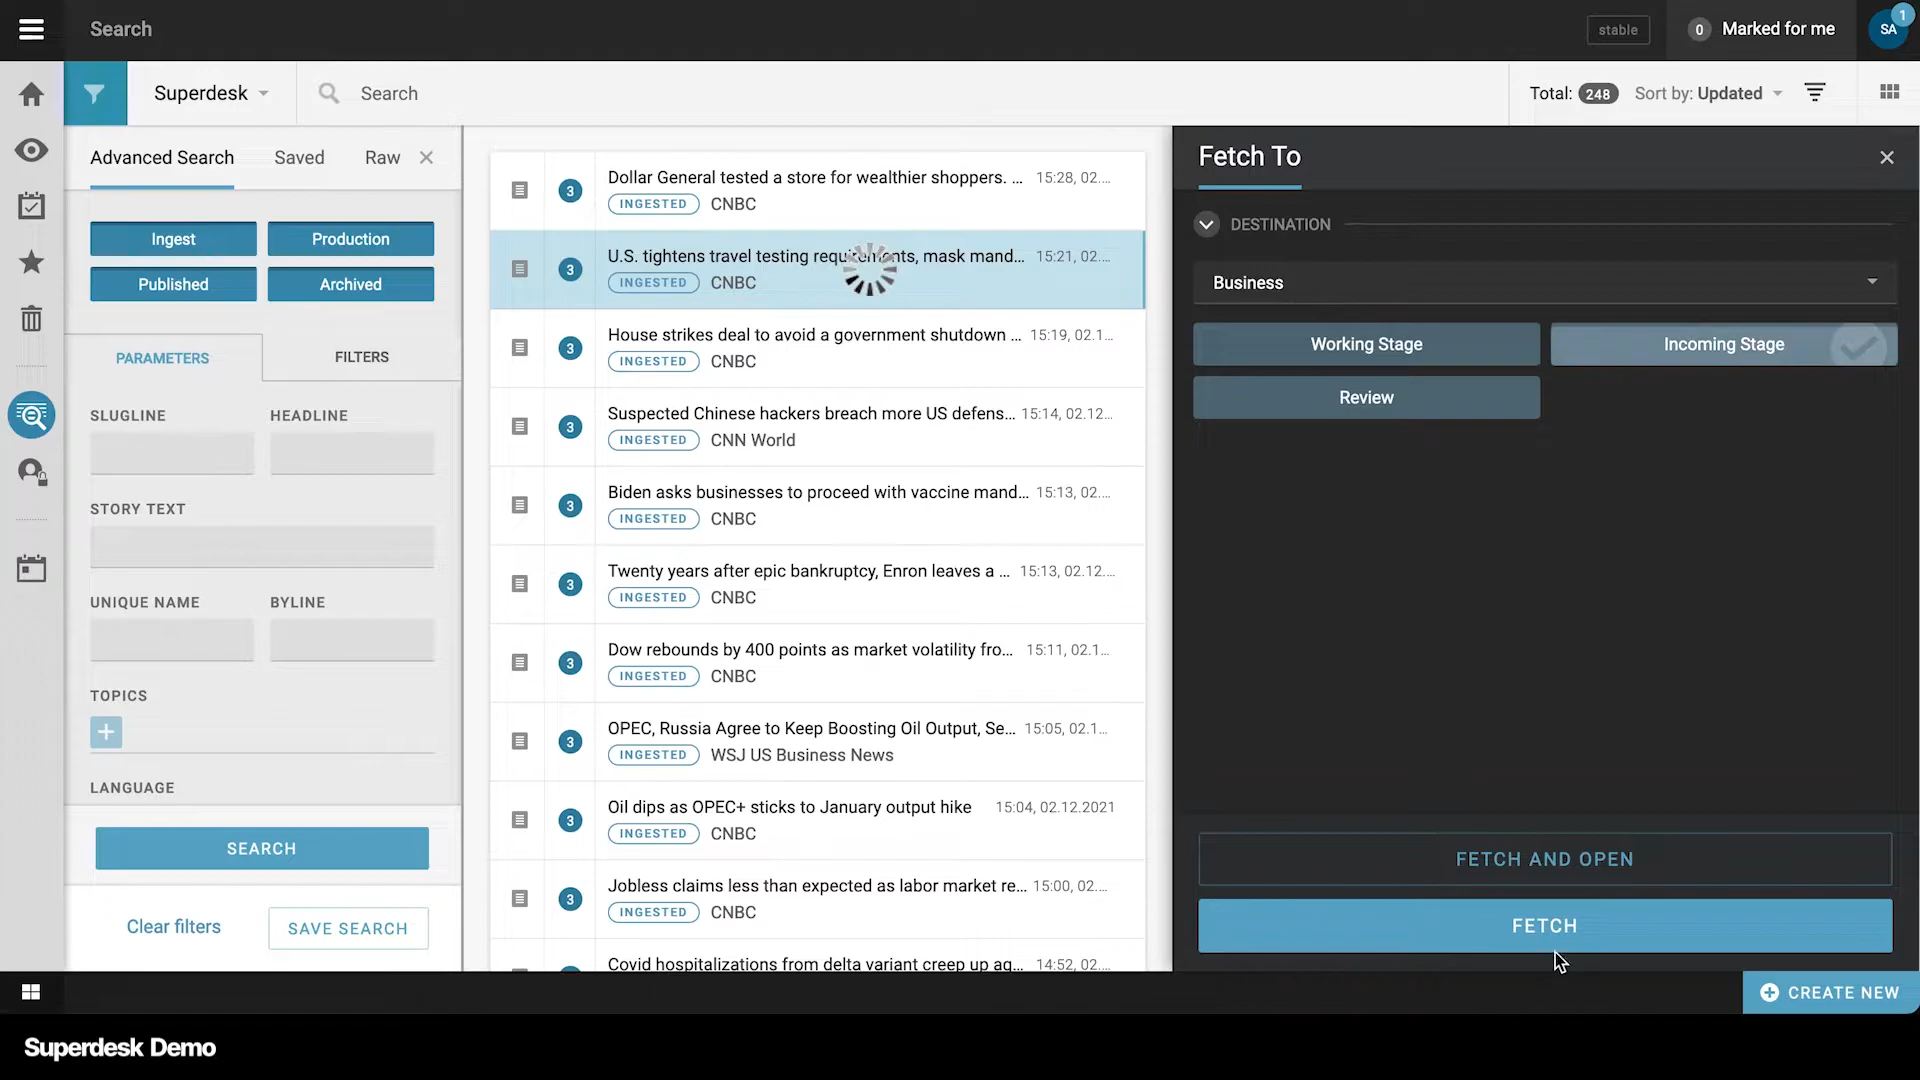 Search
stable
0 Marked for me
SA
1
Superdesk
Search
Total: 248 Sort by: Updated
Advanced Search Saved Raw
Ingest Production
Published Archived
PARAMETERS FILTERS
SLUGLINE HEADLINE
STORY TEXT
UNIQUE NAME BYLINE
TOPICS
LANGUAGE
SEARCH
Clear filters SAVE SEARCH
Dollar General tested a store for wealthier shoppers. ... 15:28, 02....
3 INGESTED CNBC
U.S. tightens travel testing requirements, mask mand... 15:21, 02....
3 INGESTED CNBC
House strikes deal to avoid a government shutdown ... 15:19, 02.1...
3 INGESTED CNBC
Suspected Chinese hackers breach more US defens... 15:14, 02.12...
3 INGESTED CNN World
Biden asks businesses to proceed with vaccine mand... 15:13, 02....
3 INGESTED CNBC
Twenty years after epic bankruptcy, Enron leaves a ... 15:13, 02.12....
3 INGESTED CNBC
Dow rebounds by 400 points as market volatility fro... 15:11, 02.1...
3 INGESTED CNBC
OPEC, Russia Agree to Keep Boosting Oil Output, Se... 15:05, 02.1...
3 INGESTED WSJ US Business News
Oil dips as OPEC+ sticks to January output hike 15:04, 02.12.2021
3 INGESTED CNBC
Jobless claims less than expected as labor market re... 15:00, 02....
3 INGESTED CNBC
Covid hospitalizations from delta variant creep up ag... 14:52, 02....
Fetch To
DESTINATION
Business
Working Stage Incoming Stage
Review
FETCH AND OPEN
FETCH
CREATE NEW
Superdesk Demo